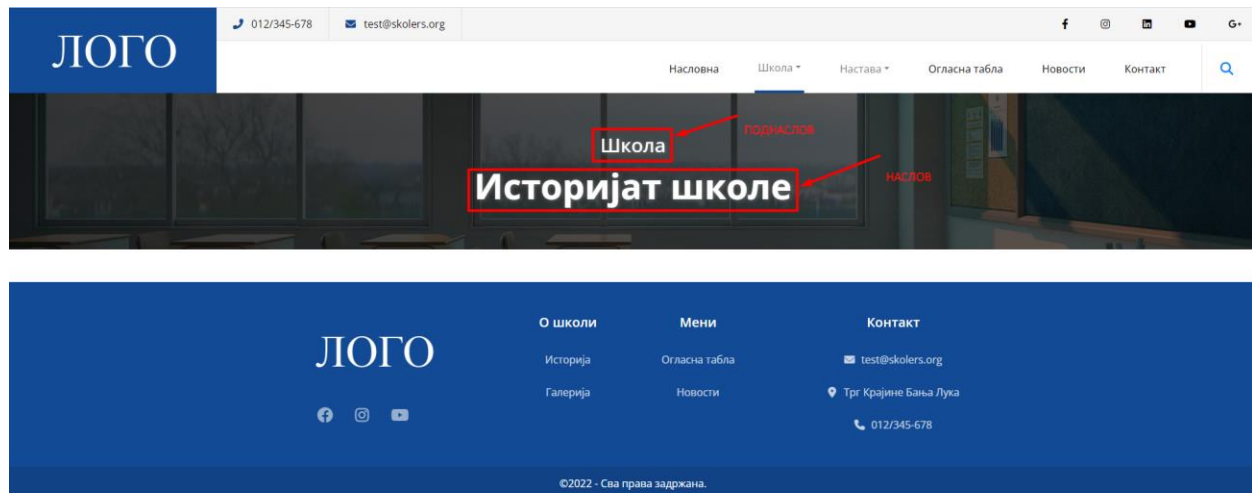 ЛОГО
012/345-678
test@skolers.org
Насловна
Школа
Настава
Огласна табла
Новости
Контакт
Школа
ПОДНАСЛОВ
Историјат школе
НАСЛОВ
ЛОГО
О школи
Историја
Галерија
Мени
Огласна табла
Новости
Контакт
test@skolers.org
Трг Крајине Бања Лука
012/345-678
©2022 - Сва права задржана.